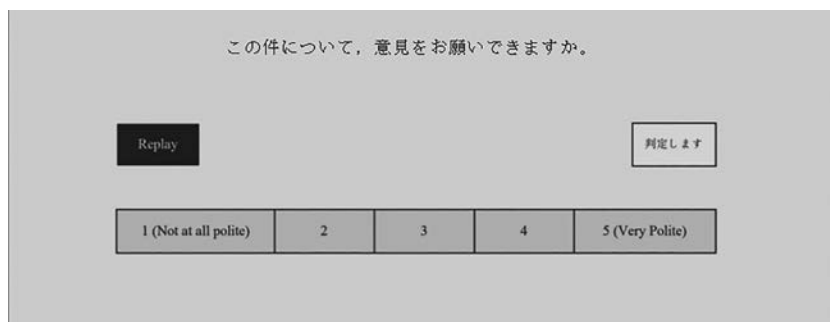 この件について，意見をお願いできますか。
Replay
判定します
1 (Not at all polite) 2 3 4 5 (Very Polite)